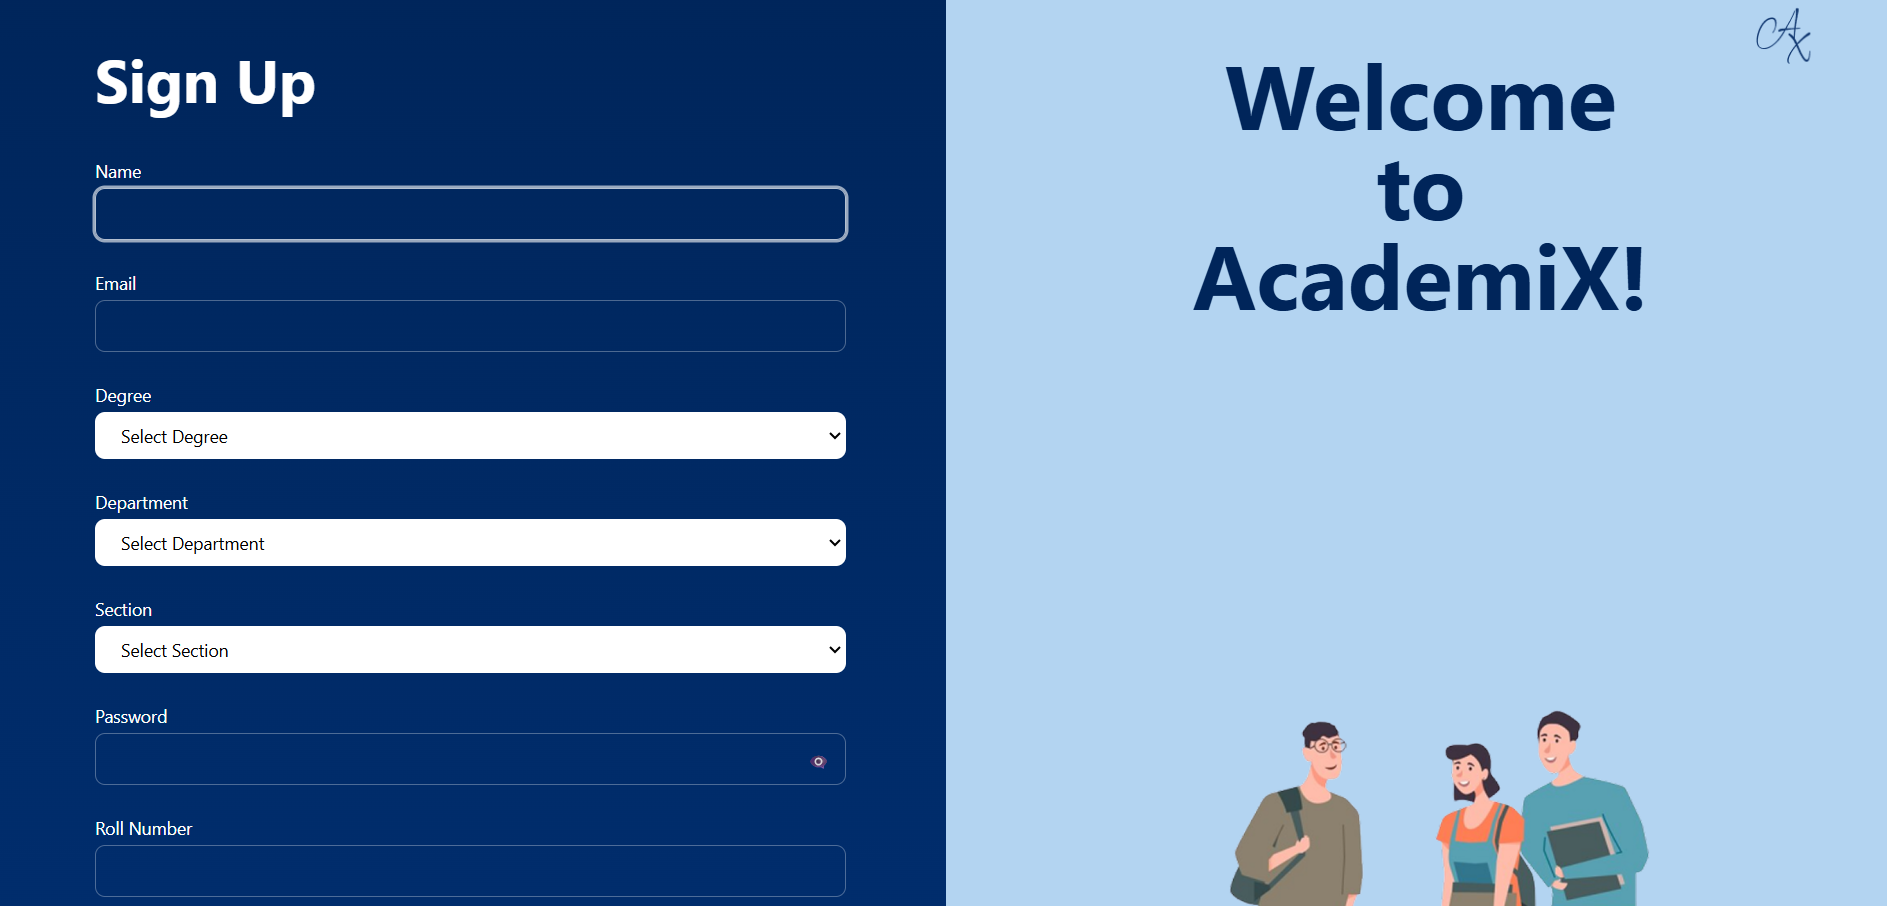 Sign Up
Name
Email
Degree
Select Degree
Department
Select Department
Section
Select Section
Password
Roll Number
AX
Welcome
to
AcademiX!